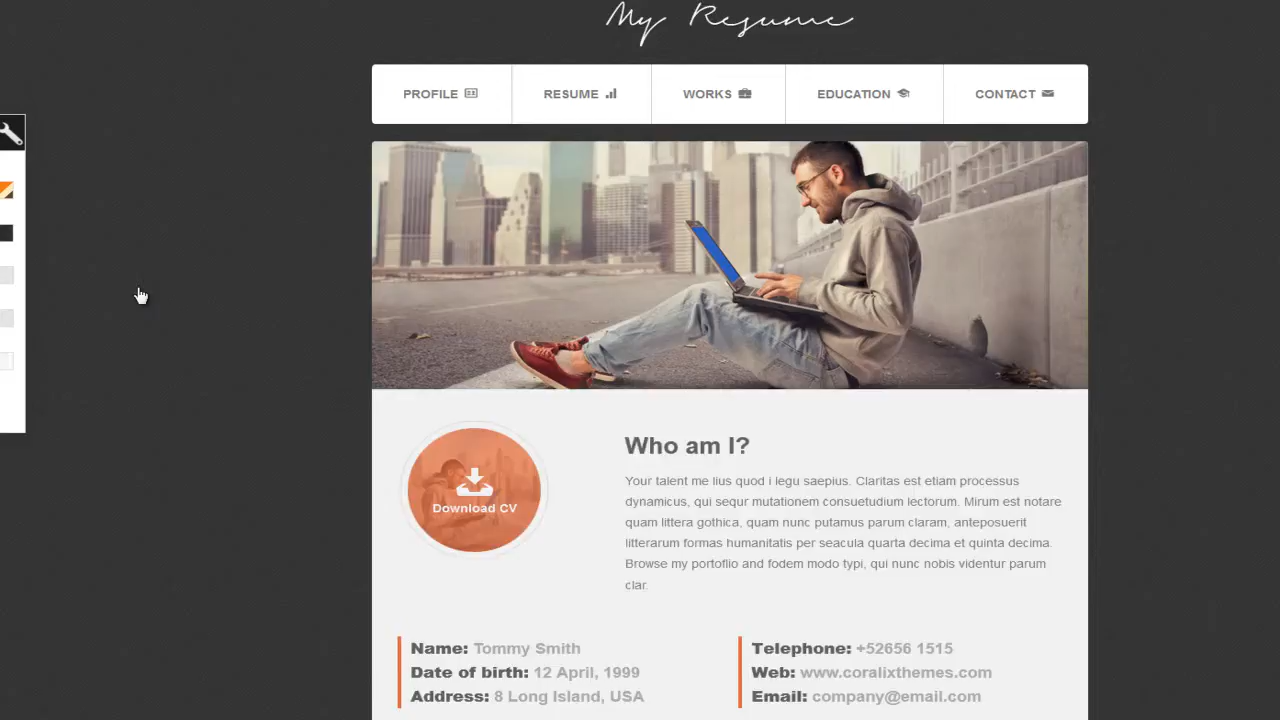 My Resume
PROFILE RESUME WORKS EDUCATION CONTACT
Download CV
Who am I?
Your talent me lius quod i legu saepius. Claritas est etiam processus
dynamicus, qui sequr mutationem consuetudium lectorum. Mirum est notare
quam littera gothica, quam nunc putamus parum claram, anteposuerit
litterarum formas humanitatis per seacula quarta decima et quinta decima.
Browse my portoflio and fodem modo typi, qui nunc nobis videntur parum
clar.
Name: Tommy Smith
Date of birth: 12 April, 1999
Address: 8 Long Island, USA
Telephone: +52656 1515
Web: www.coralixthemes.com
Email: company@email.com